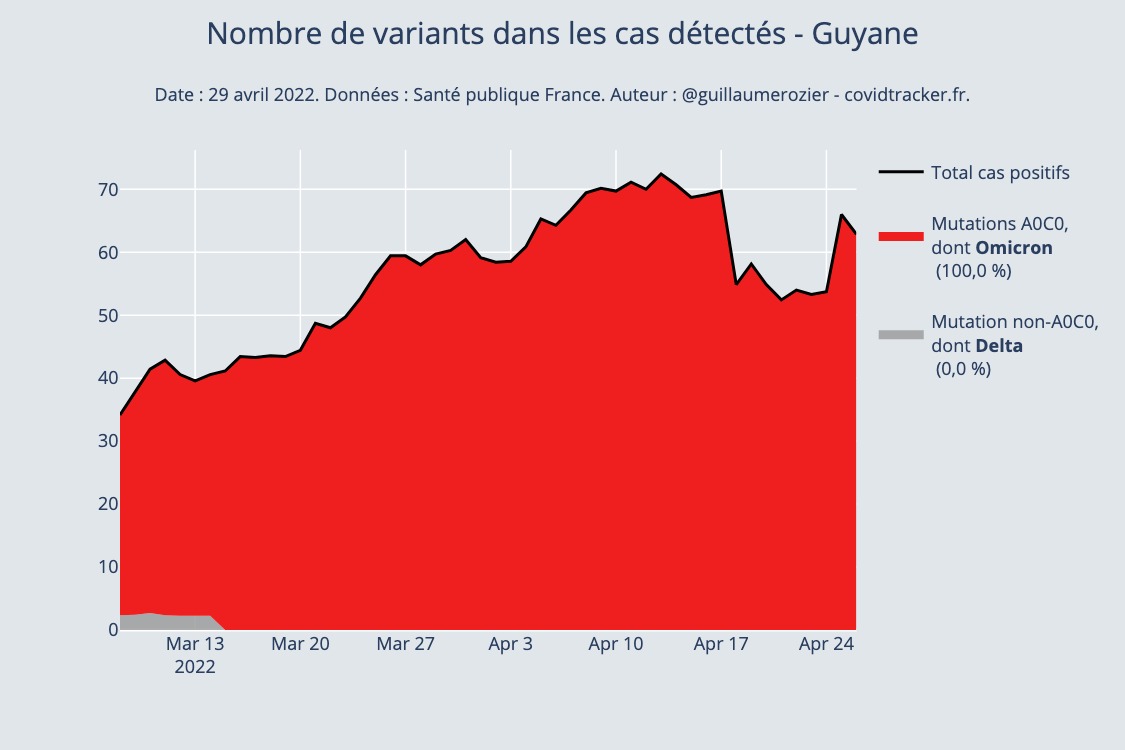 Nombre de variants dans les cas détectés - Guyane
Date : 29 avril 2022. Données : Santé publique France. Auteur : @guillaumerozier - covidtracker.fr.
70
60
50
40
30
20
10
0
Mar 13
2022
Mar 20
Mar 27
Apr 3
Apr 10
Apr 17
Apr 24
Total cas positifs
Mutations A0C0,
dont Omicron
(100,0 %)
Mutation non-A0C0,
dont Delta
(0,0 %)